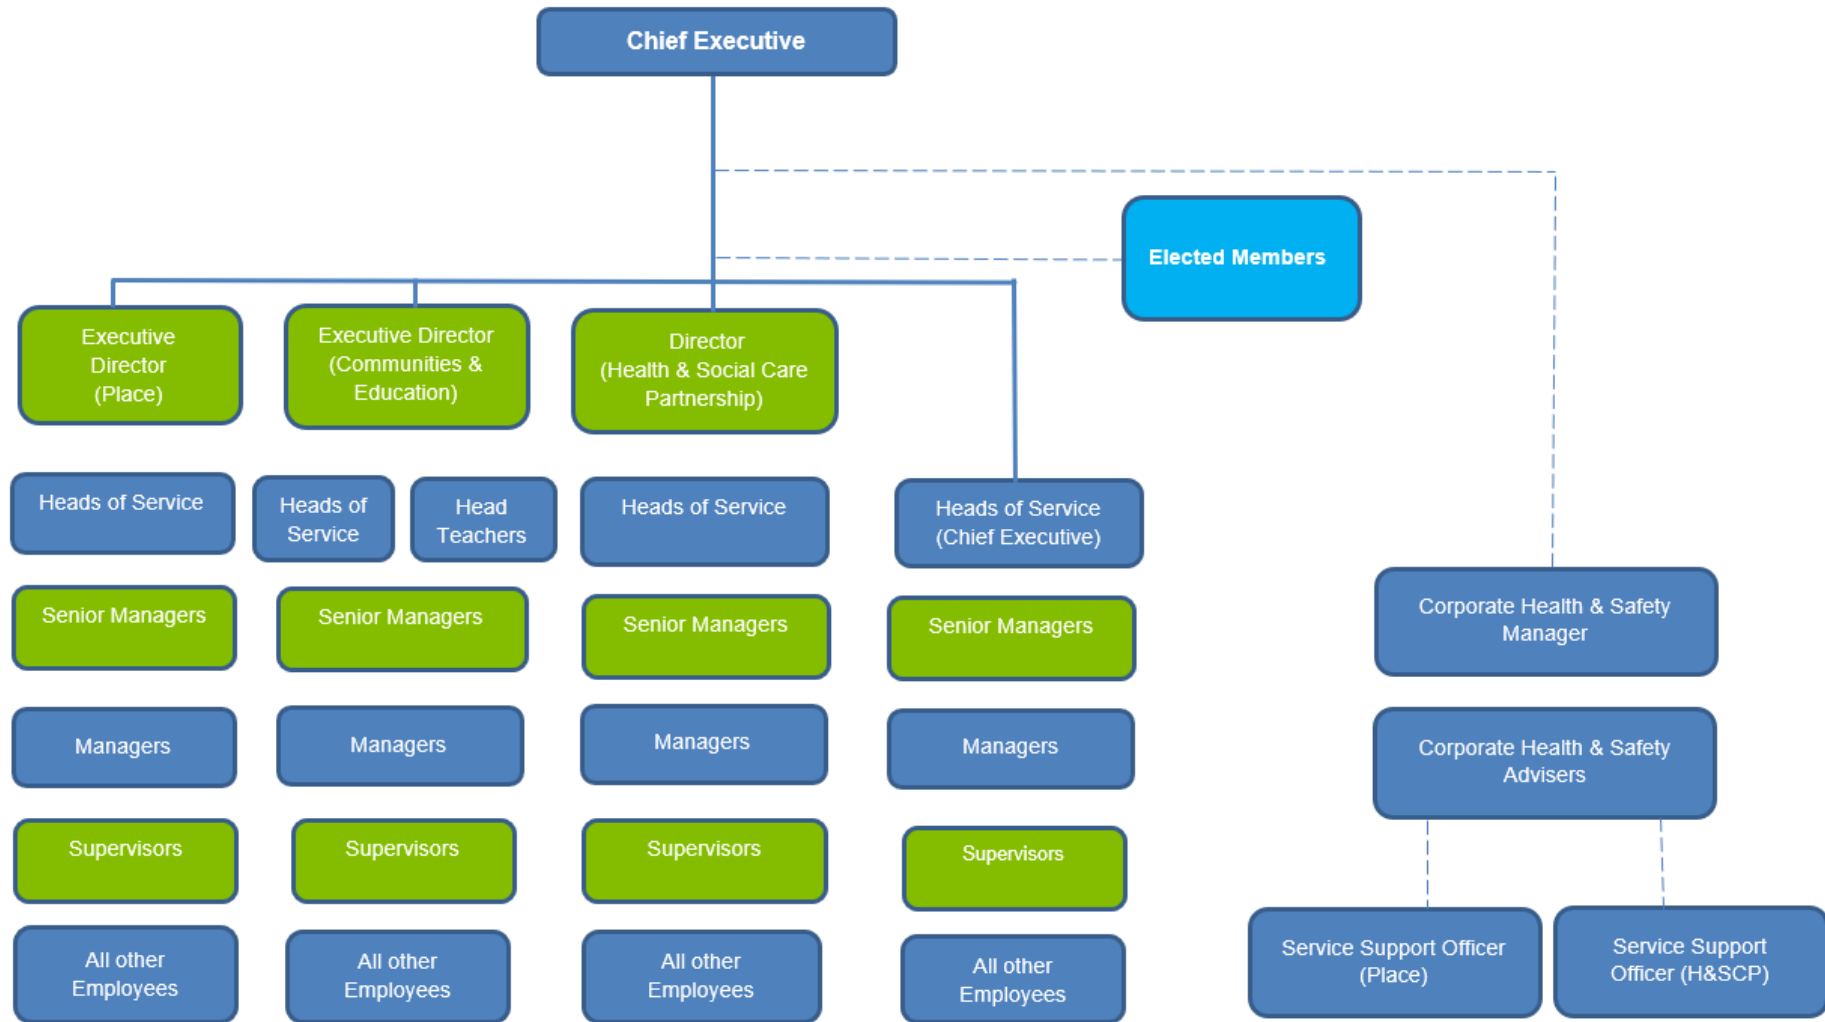 Chief Executive
Elected Members
Executive
Director
(Place)
Executive Director
(Communities &
Education)
Director
(Health & Social Care
Partnership)
Heads of Service
Heads of
Service
Head
Teachers
Heads of Service
Heads of Service
(Chief Executive)
Senior Managers
Senior Managers
Senior Managers
Senior Managers
Corporate Health & Safety
Manager
Managers
Managers
Managers
Managers
Corporate Health & Safety
Advisers
Supervisors
Supervisors
Supervisors
Supervisors
All other
Employees
All other
Employees
All other
Employees
All other
Employees
Service Support Officer
(Place)
Service Support
Officer (H&SCP)